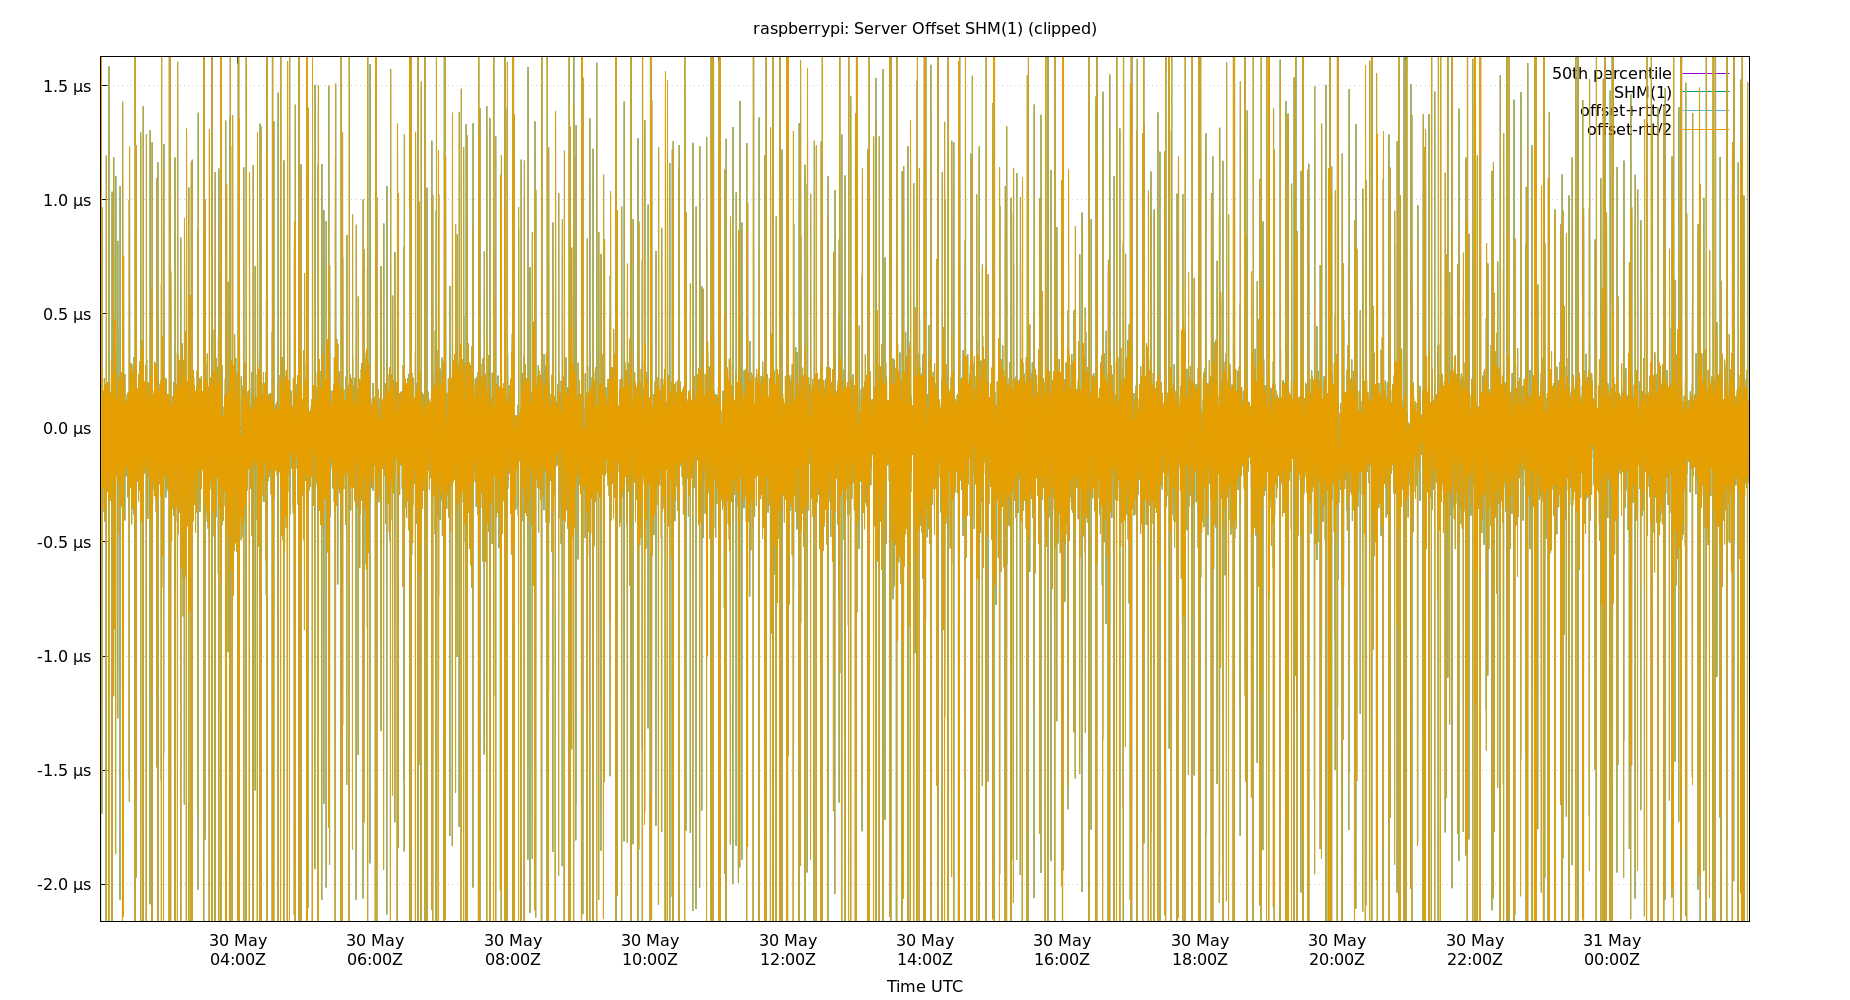 raspberrypi: Server Offset SHM(1) (clipped)
1.5 µs
1.0 µs
0.5 µs
0.0 µs
-0.5 µs
-1.0 µs
-1.5 µs
-2.0 µs
50th percentile
SHM(1)
offset+rtt/2
offset-rtt/2
30 May 30 May 30 May 30 May 30 May 30 May 30 May 30 May 30 May 30 May 31 May
04:00Z 06:00Z 08:00Z 10:00Z 12:00Z 14:00Z 16:00Z 18:00Z 20:00Z 22:00Z 00:00Z
Time UTC